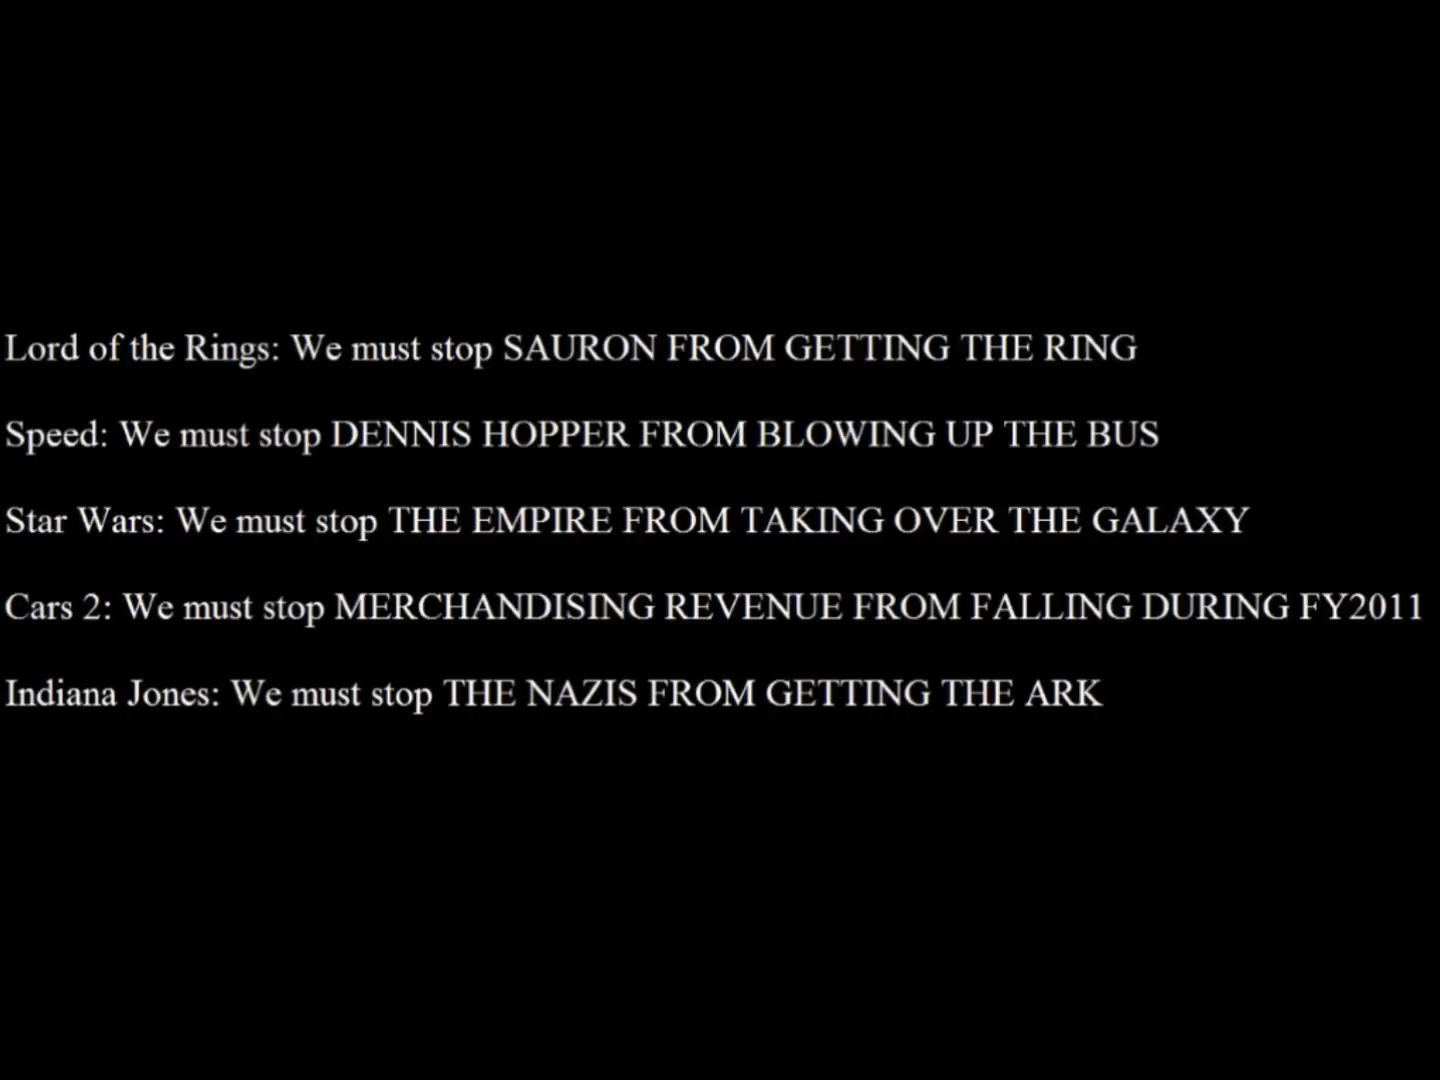 Lord of the Rings: We must stop SAURON FROM GETTING THE RING
Speed: We must stop DENNIS HOPPER FROM BLOWING UP THE BUS
Star Wars: We must stop THE EMPIRE FROM TAKING OVER THE GALAXY
Cars 2: We must stop MERCHANDISING REVENUE FROM FALLING DURING FY2011
Indiana Jones: We must stop THE NAZIS FROM GETTING THE ARK